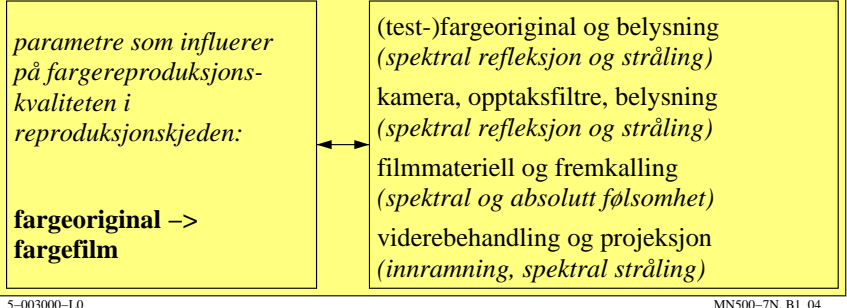 parametre som influerer
på fargereproduksjons-
kvaliteten i
reproduksjonskjeden:
fargeoriginal −>
fargefilm
(test-)fargeoriginal og belysning
(spektral refleksjon og stråling)
kamera, opptaksfiltre, belysning
(spektral refleksjon og stråling)
filmmateriell og fremkalling
(spektral og absolutt følsomhet)
viderebehandling og projeksjon
(innramning, spektral stråling)
5−003000−L0
MN500−7N, B1_04